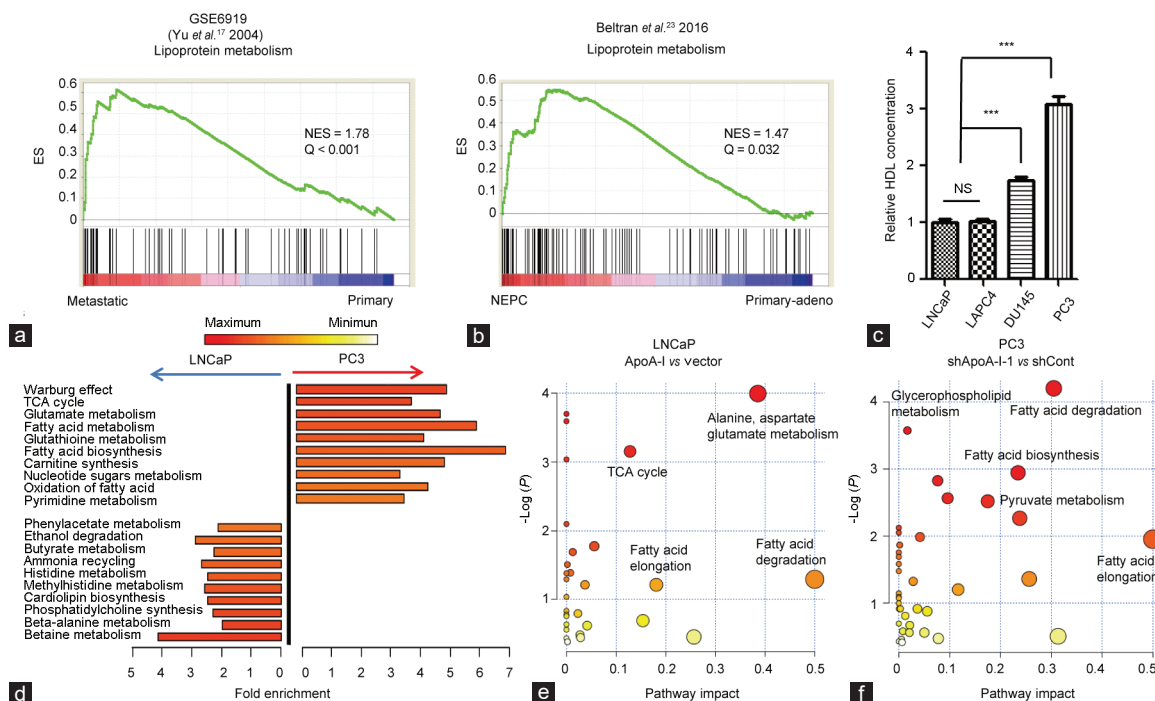 GSE6919
(Yu et al.17 2004)
Lipoprotein metabolism
0.6
0.5
0.4
0.3
0.2
0.1
0
ES
NES = 1.78
Q < 0.001
Metastatic
Primary
a
Beltran et al.23 2016
Lipoprotein metabolism
0.6
0.5
0.4
0.3
0.2
0.1
0
ES
NES = 1.47
Q = 0.032
NEPC
Primary-adeno
b
Relative HDL concentration
4
3
2
1
0
***
***
NS
LNCaP
LAPC4
DU145
PC3
c
Maximum
Minimun
LNCaP
PC3
Warburg effect
TCA cycle
Glutamate metabolism
Fatty acid metabolism
Glutathioine metabolism
Fatty acid biosynthesis
Carnitine synthesis
Nucleotide sugars metabolism
Oxidation of fatty acid
Pyrimidine metabolism
Phenylacetate metabolism
Ethanol degradation
Butyrate metabolism
Ammonia recycling
Histidine metabolism
Methylhistidine metabolism
Cardiolipin biosynthesis
Phosphatidylcholine synthesis
Beta-alanine metabolism
Betaine metabolism
5 4 3 2 1 0
0 1 2 3 4 5 6 7
Fold enrichment
d
LNCaP
ApoA-I vs vector
-Log (P)
4
3
2
1
Alanine, aspartate
glutamate metabolism
TCA cycle
Fatty acid
elongation
Fatty acid
degradation
0 0.1 0.2 0.3 0.4 0.5
Pathway impact
e
PC3
shApoA-I-1 vs shCont
-Log (P)
4
3
2
1
Glycerophospholipid
metabolism
Fatty acid degradation
Fatty acid biosynthesis
Pyruvate metabolism
Fatty acid
elongation
0 0.1 0.2 0.3 0.4 0.5
Pathway impact
f